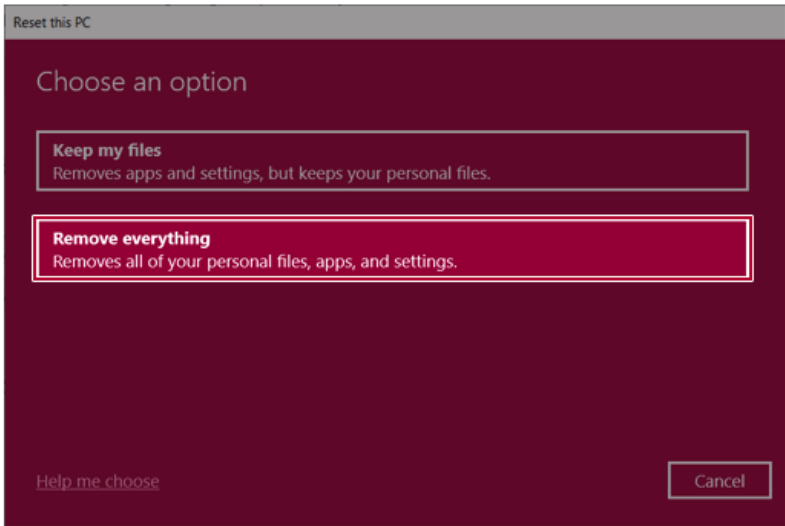 Reset this PC
Choose an option
Keep my files
Removes apps and settings, but keeps your personal files.
Remove everything
Removes all of your personal files, apps, and settings.
Help me choose
Cancel